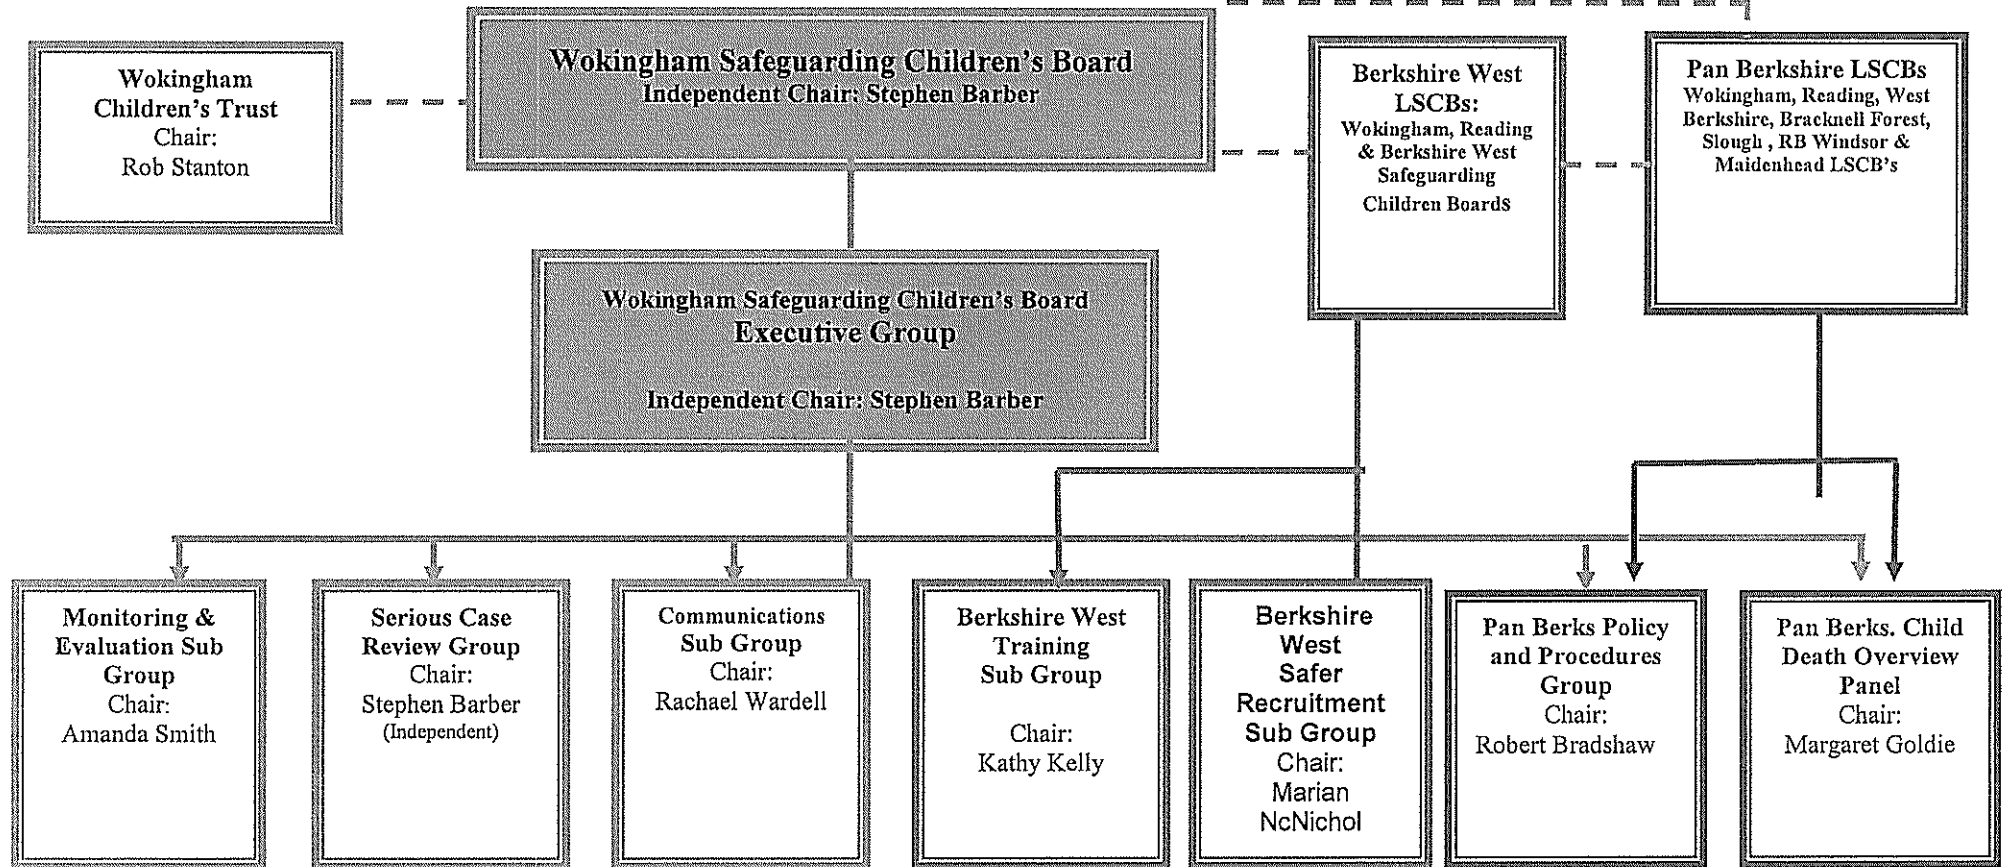 Wokingham
Children's Trust
Chair:
Rob Stanton
Wokingham Safeguarding Children's Board
Independent Chair: Stephen Barber
Berkshire West
LSCBs:
Wokingham, Reading
& Berkshire West
Safeguarding
Children Boards
Pan Berkshire LSCBs
Wokingham, Reading, West
Berkshire, Bracknell Forest,
Slough , RB Windsor &
Maidenhead LSCB's
Wokingham Safeguarding Children's Board
Executive Group
Independent Chair: Stephen Barber
Monitoring &
Evaluation Sub
Group
Chair:
Amanda Smith
Serious Case
Review Group
Chair:
Stephen Barber
(Independent)
Communications
Sub Group
Chair:
Rachael Wardell
Berkshire West
Training
Sub Group
Chair:
Kathy Kelly
Berkshire
West
Safer
Recruitment
Sub Group
Chair:
Marian
NcNichol
Pan Berks Policy
and Procedures
Group
Chair:
Robert Bradshaw
Pan Berks. Child
Death Overview
Panel
Chair:
Margaret Goldie